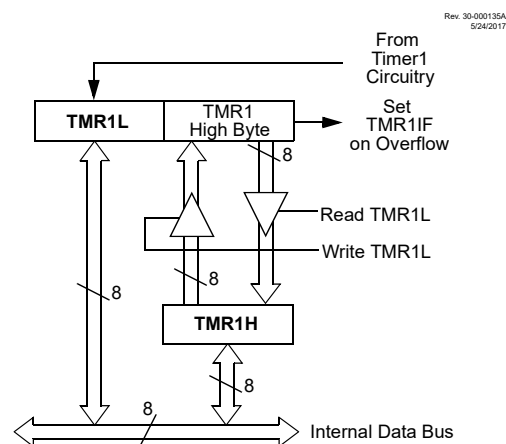 Rev. 30-000135A
5/24/2017
From
Timer1
Circuitry
TMR1L
TMR1
High Byte
Set
TMR1IF
on Overflow
8
Read TMR1L
Write TMR1L
8
8
TMR1H
8
8
Internal Data Bus